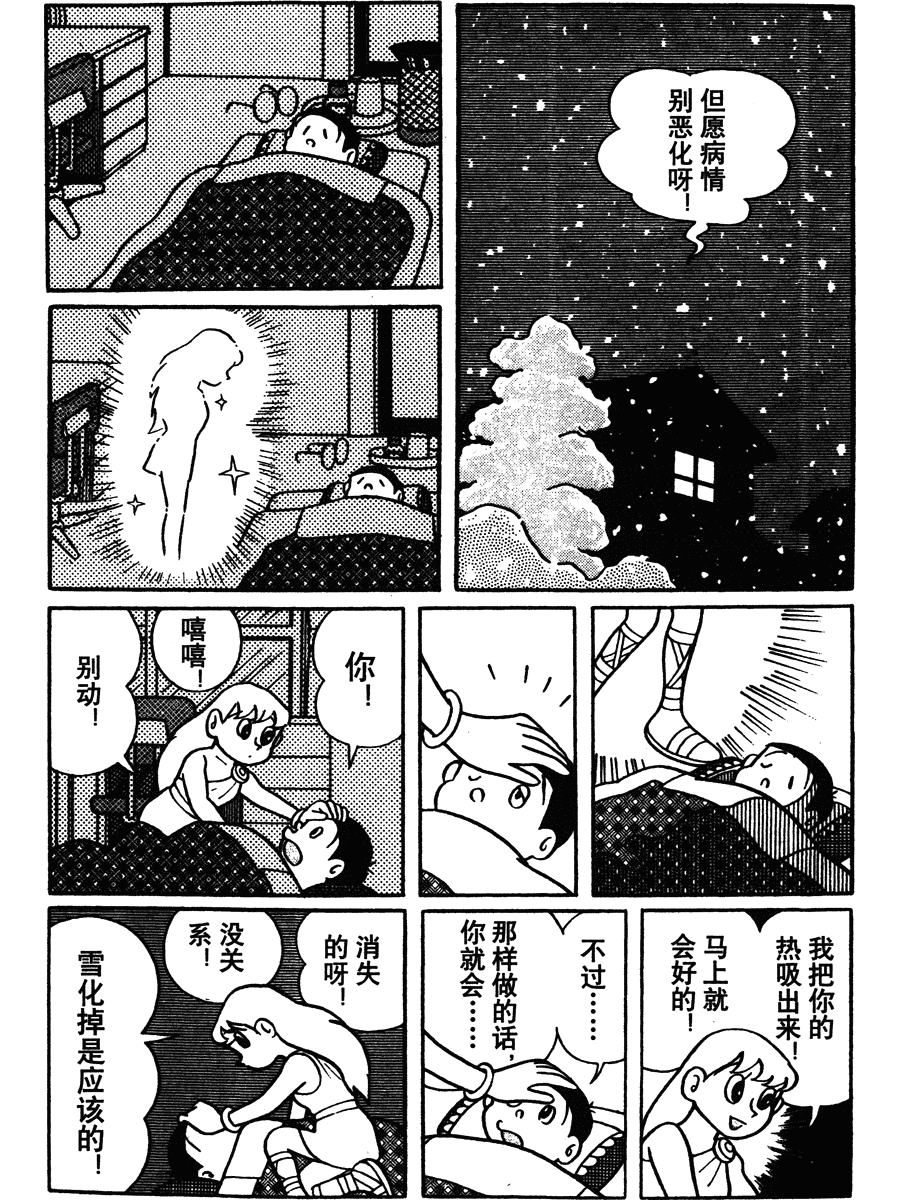 但愿病情
别恶化呀！
你！
嘻嘻！
别动！
我把你的
热吸出来！
马上就
会好的！
不过……
那样做的话，
你就会……
消失
的呀！
没关
系！
雪化掉是应该的！